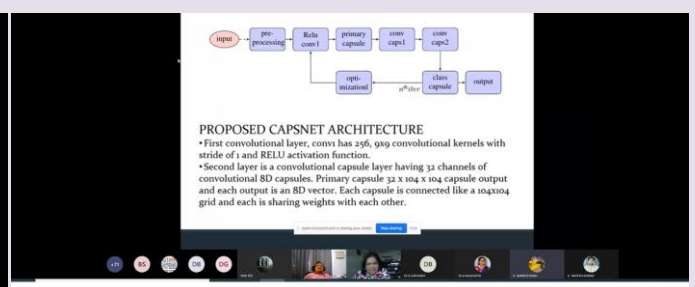 input
pre-
processing
Relu
conv1
primary
capsule
conv
caps1
conv
caps2
opti-
mization1
n*iter
class
capsule
output
PROPOSED CAPSNET ARCHITECTURE
•First convolutional layer, conv1 has 256, 9x9 convolutional kernels with
stride of 1 and RELU activation function.
•Second layer is a convolutional capsule layer having 32 channels of
convolutional 8D capsules. Primary capsule 32 x 104 x 104 capsule output
and each output is an 8D vector. Each capsule is connected like a 104x104
grid and each is sharing weights with each other.
Stop sharing
BS
DB
DG
DB